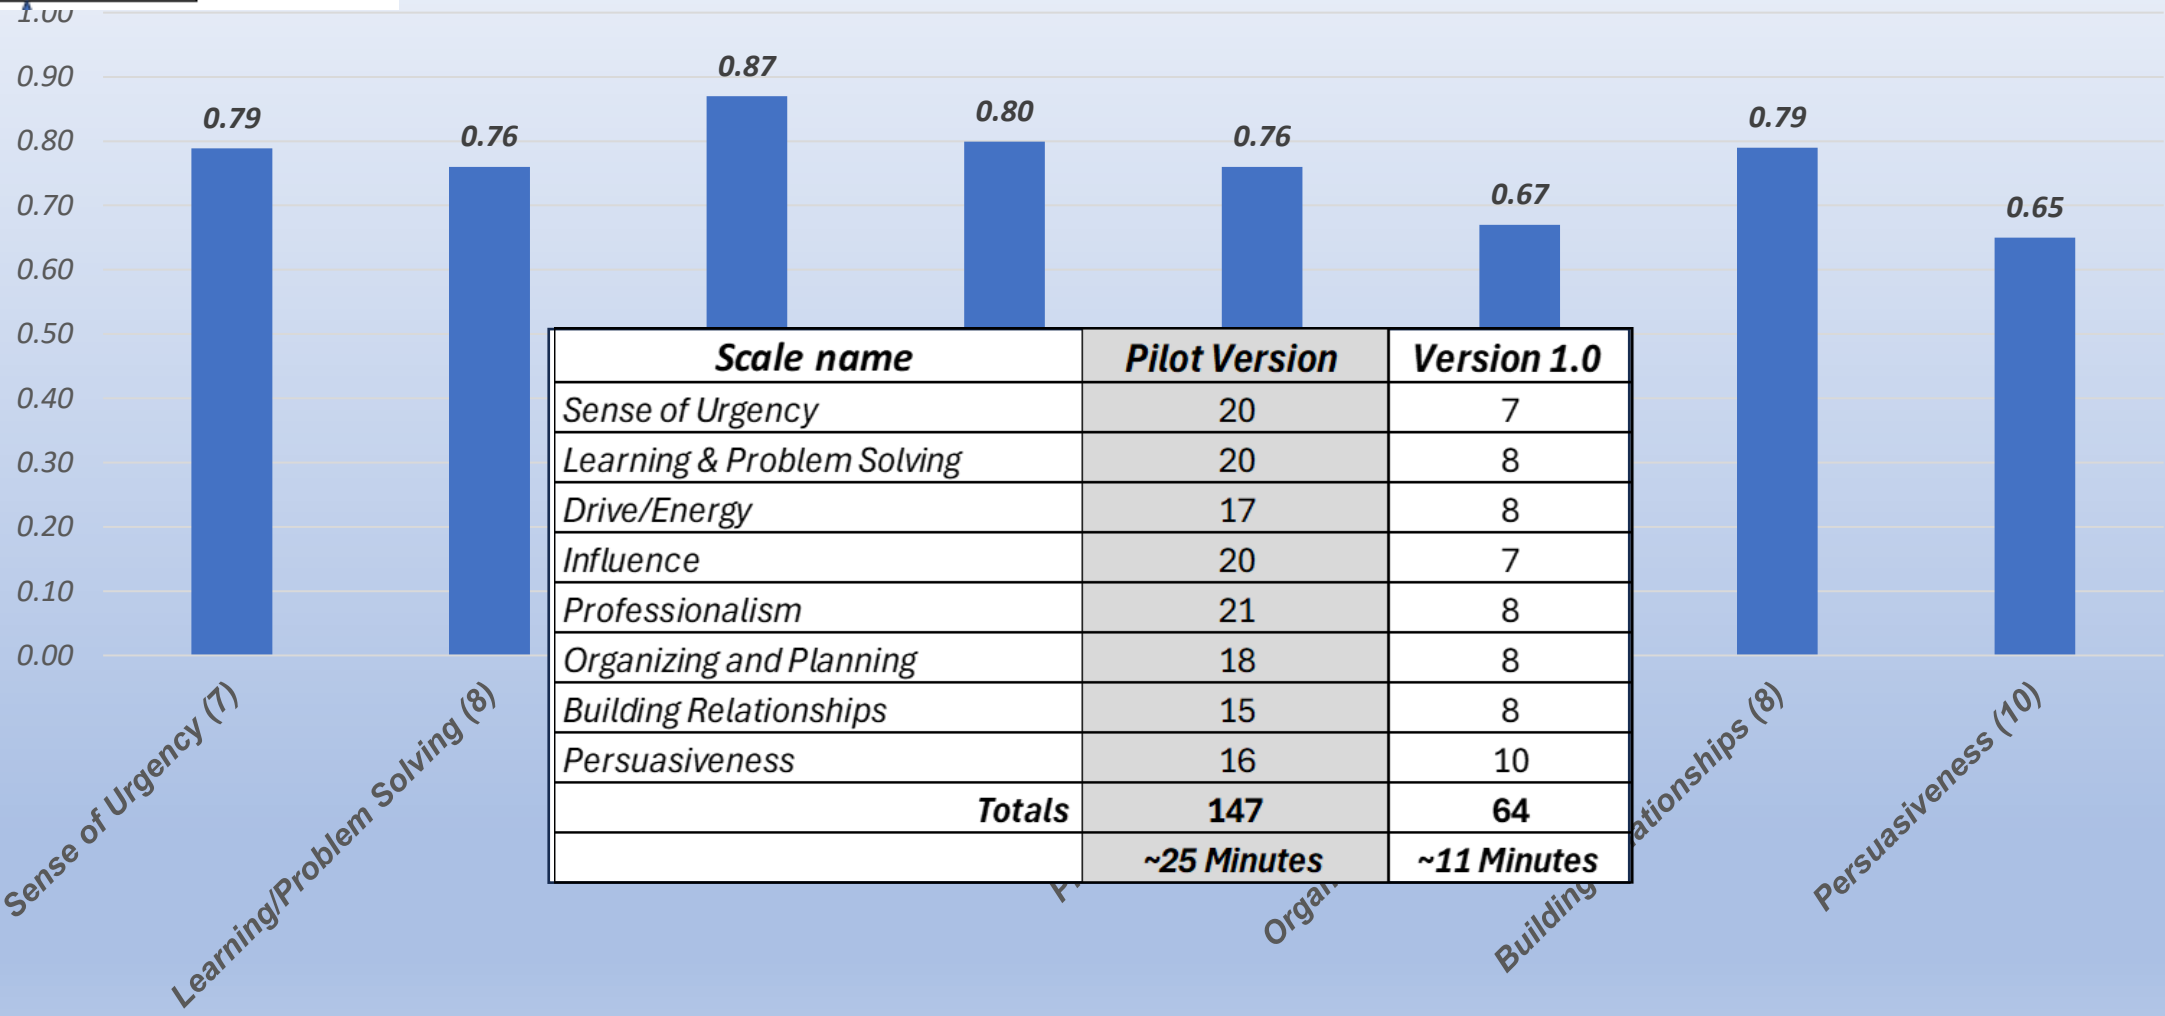 1.00
0.90
0.80
0.70
0.60
0.50
0.40
0.30
0.20
0.10
0.00
0.79
0.76
0.87
0.80
0.76
0.67
0.79
0.65
Scale name Pilot Version Version 1.0
Sense of Urgency 20 7
Learning & Problem Solving 20 8
Drive/Energy 17 8
Influence 20 7
Professionalism 21 8
Organizing and Planning 18 8
Building Relationships 15 8
Persuasiveness 16 10
Totals 147 64
~25 Minutes ~11 Minutes
Sense of Urgency (7)
Learning/Problem Solving (8)
Building ationships (8)
Persuasiveness (10)